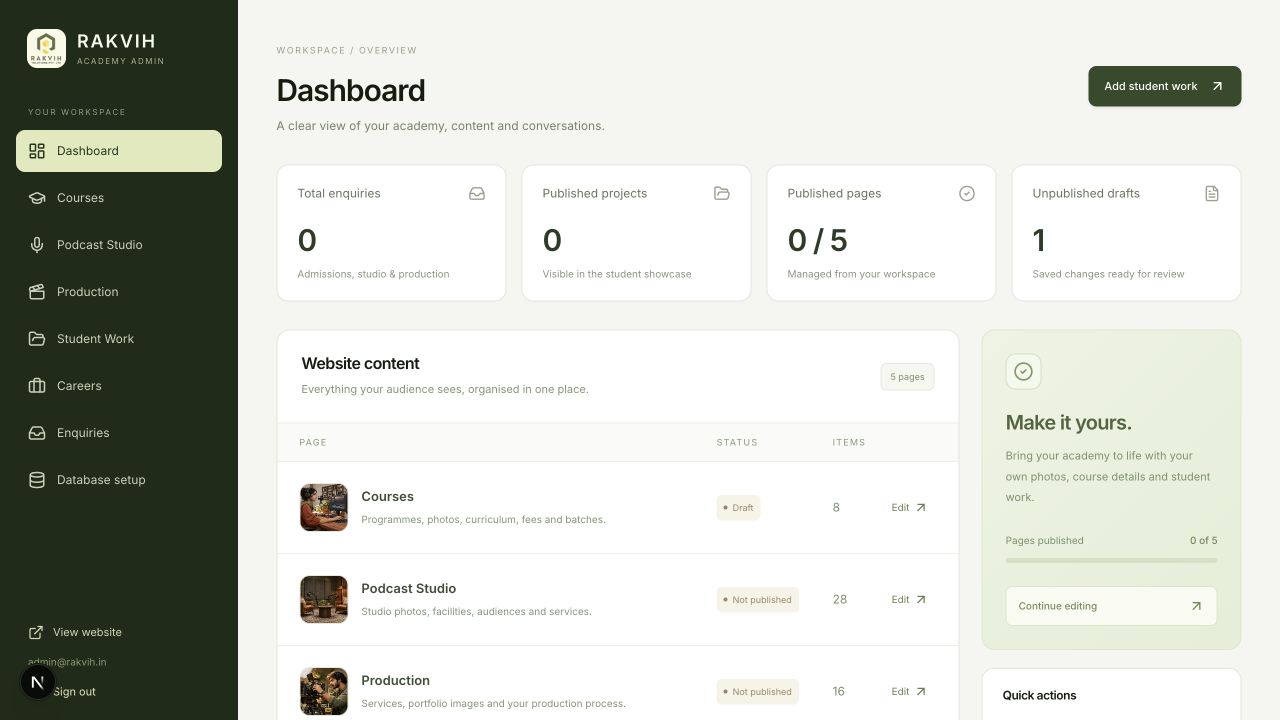 RAKVIH
ACADEMY ADMIN
RAKVIH
YOUR WORKSPACE
Dashboard
Courses
Podcast Studio
Production
Student Work
Careers
Enquiries
Database setup
View website
admin@rakvih.in
N
Sign out
WORKSPACE / OVERVIEW
Dashboard
A clear view of your academy, content and conversations.
Add student work
Total enquiries
0
Admissions, studio & production
Published projects
0
Visible in the student showcase
Published pages
0 / 5
Managed from your workspace
Unpublished drafts
1
Saved changes ready for review
Website content
Everything your audience sees, organised in one place.
5 pages
PAGE STATUS ITEMS
Courses
Programmes, photos, curriculum, fees and batches.
Draft 8 Edit
Podcast Studio
Studio photos, facilities, audiences and services.
Not published 28 Edit
Production
Services, portfolio images and your production process.
Not published 16 Edit
Make it yours.
Bring your academy to life with your
own photos, course details and student
work.
Pages published 0 of 5
Continue editing
Quick actions